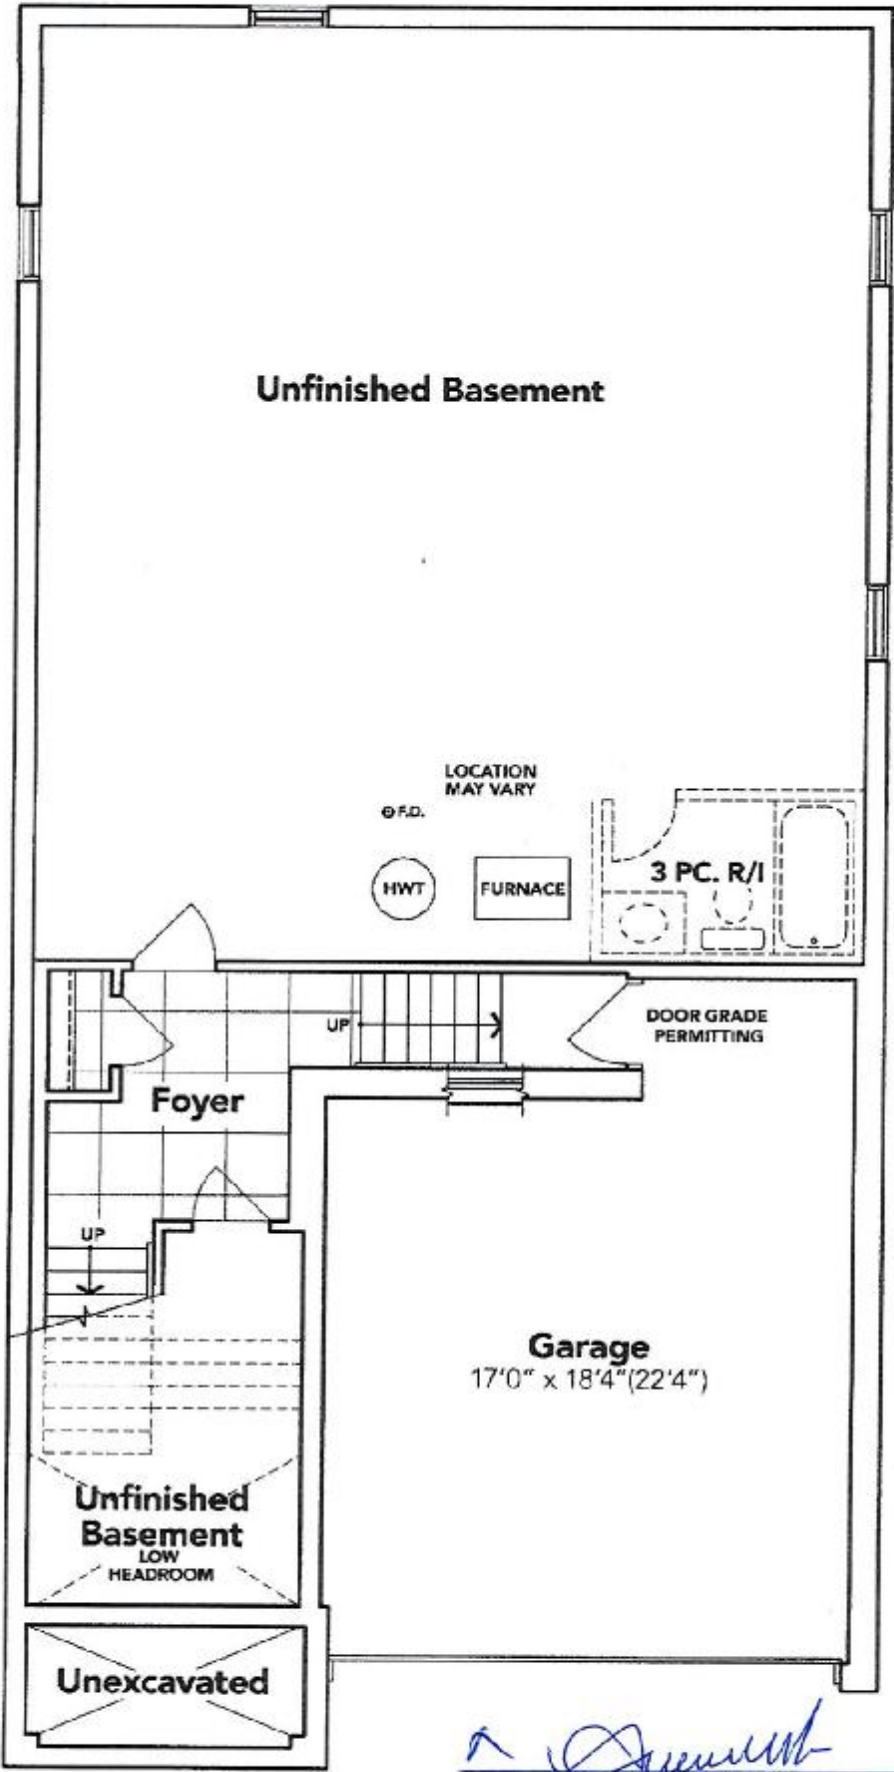 Unfinished Basement
LOCATION
MAY VARY
F.D.
HWT
FURNACE
3 PC. R/I
UP
DOOR GRADE
PERMITTING
Foyer
UP
Garage
17'0" x 18'4"(22'4")
Unfinished
Basement
LOW
HEADROOM
Unexcavated